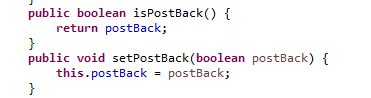 public boolean isPostBack() {
return postBack;
}
public void setPostBack(boolean postBack) {
this.postBack = postBack;
}